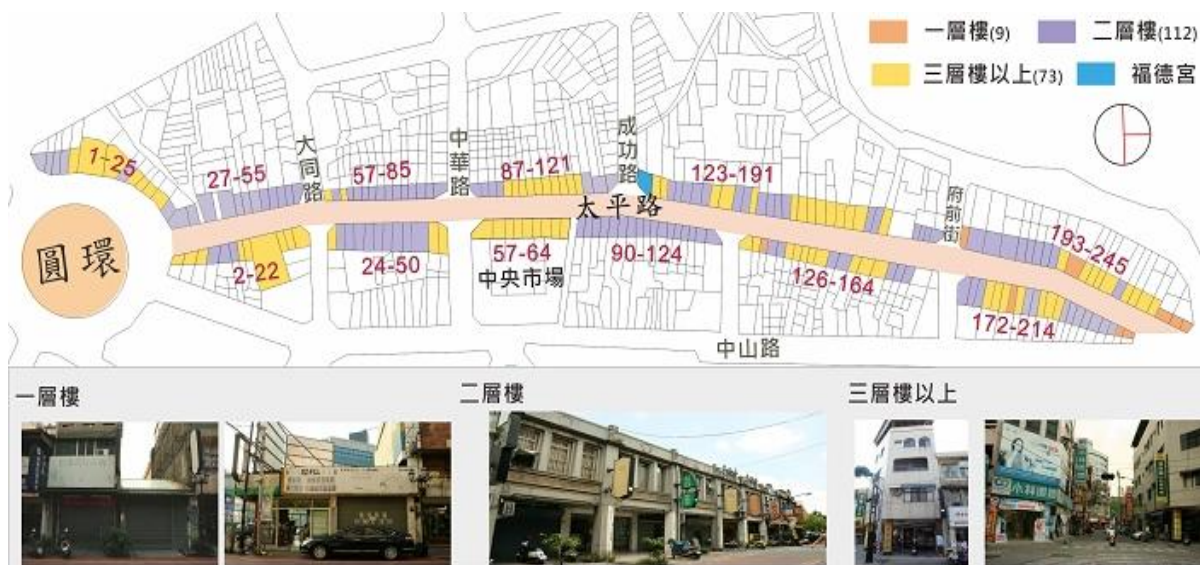 一層樓(9)
二層樓(112)
三層樓以上(73)
福德宮
1-25
27-55
大同路
57-85
中華路
87-121
成功路
123-191
府前街
193-245
太平路
圓環
2-22
24-50
57-64
中央市場
90-124
126-164
172-214
中山路
一層樓
二層樓
三層樓以上
小林眼鏡